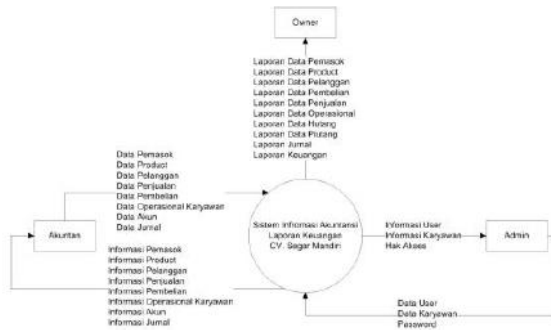 Owner
Laporan Data Pemasok
Laporan Data Product
Laporan Data Pelanggan
Laporan Data Pembelian
Laporan Data Penjualan
Laporan Data Operasional
Laporan Data Hutang
Laporan Data Piutang
Laporan Jurnal
Laporan Keuangan
Data Pemasok
Data Product
Data Pelanggan
Data Penjualan
Data Pembelian
Data Operasional Karyawan
Data Akun
Data Jurnal
Akuntan
Sistem Infromasi Akuntansi
Laporan Keuangan
CV. Segar Mandiri
Informasi User
Informasi Karyawan
Hak Akses
Admin
Informasi Pemasok
Informasi Product
Informasi Pelanggan
Informasi Penjualan
Informasi Pembelian
Informasi Operasional Karyawan
Informasi Akun
Informasi Jurnal
Data User
Data Karyawan
Password